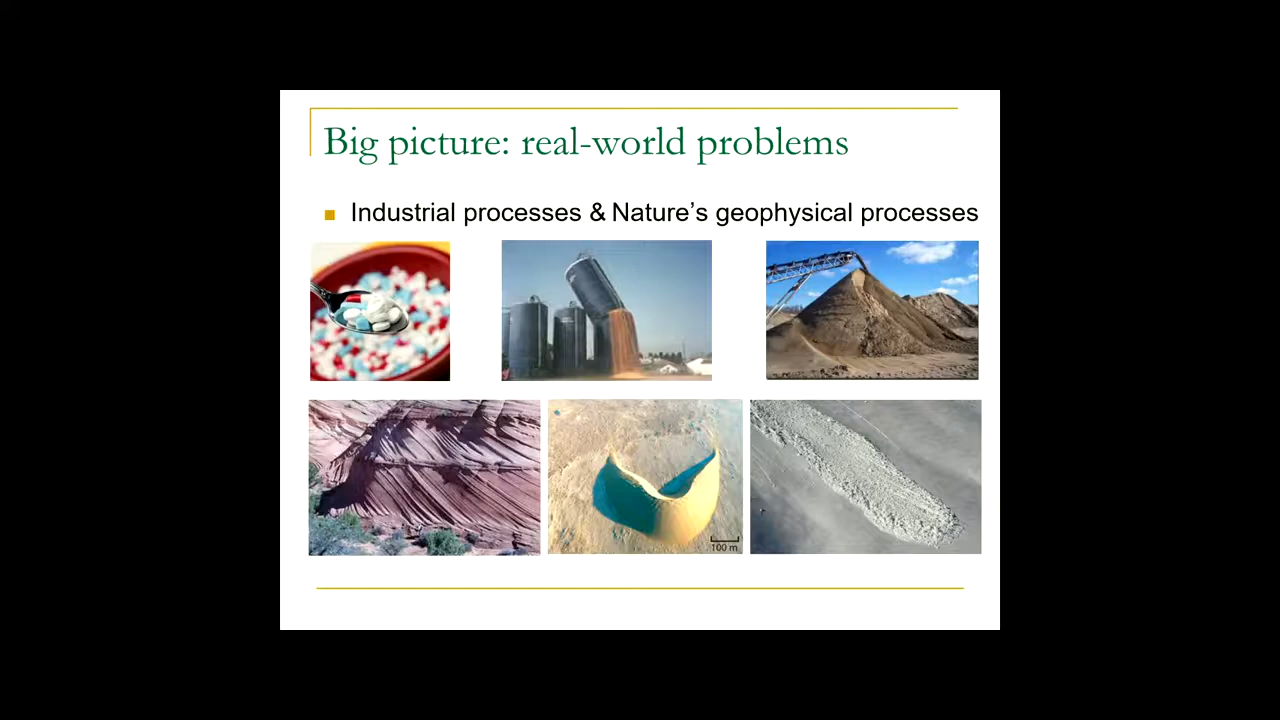 Big picture: real-world problems
Industrial processes & Nature’s geophysical processes
100 m